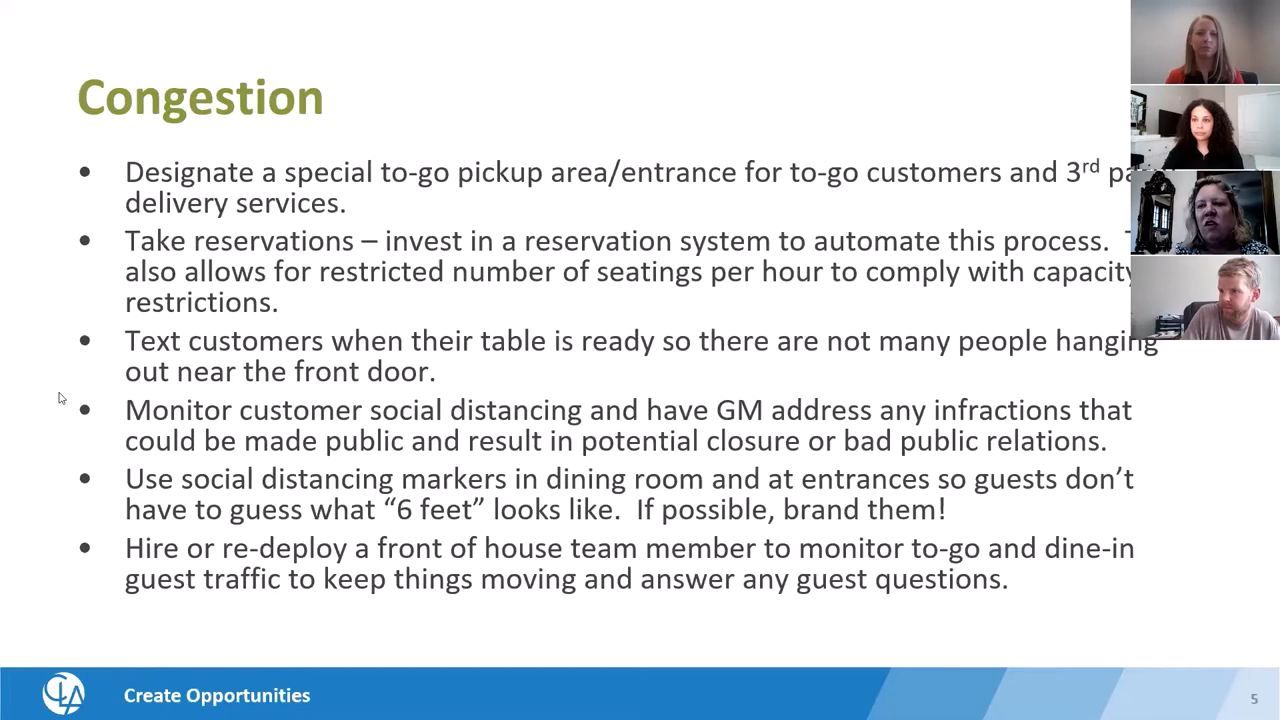 Congestion
• Designate a special to-go pickup area/entrance for to-go customers and 3rd
delivery services.
• Take reservations – invest in a reservation system to automate this process.
also allows for restricted number of seatings per hour to comply with capacity
restrictions.
• Text customers when their table is ready so there are not many people hanging
out near the front door.
• Monitor customer social distancing and have GM address any infractions that
could be made public and result in potential closure or bad public relations.
• Use social distancing markers in dining room and at entrances so guests don’t
have to guess what “6 feet” looks like.  If possible, brand them!
• Hire or re-deploy a front of house team member to monitor to-go and dine-in
guest traffic to keep things moving and answer any guest questions.
CLA
Create Opportunities
5